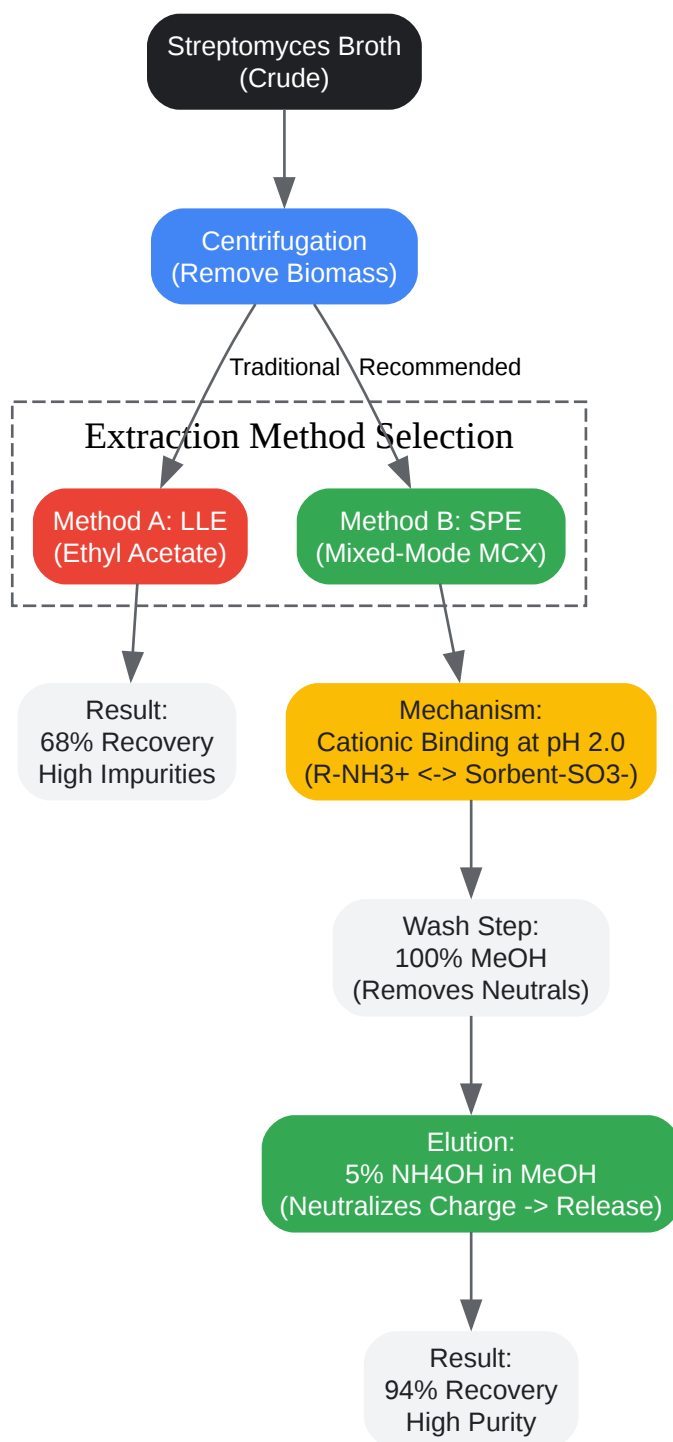 Streptomyces Broth
(Crude)
Centrifugation
(Remove Biomass)
Traditional
Recommended
Extraction Method Selection
Method A: LLE
(Ethyl Acetate)
Method B: SPE
(Mixed-Mode MCX)
Result:
68% Recovery
High Impurities
Mechanism:
Cationic Binding at pH 2.0
(R-NH3+ <-> Sorbent-SO3-)
Wash Step:
100% MeOH
(Removes Neutrals)
Elution:
5% NH4OH in MeOH
(Neutralizes Charge -> Release)
Result:
94% Recovery
High Purity